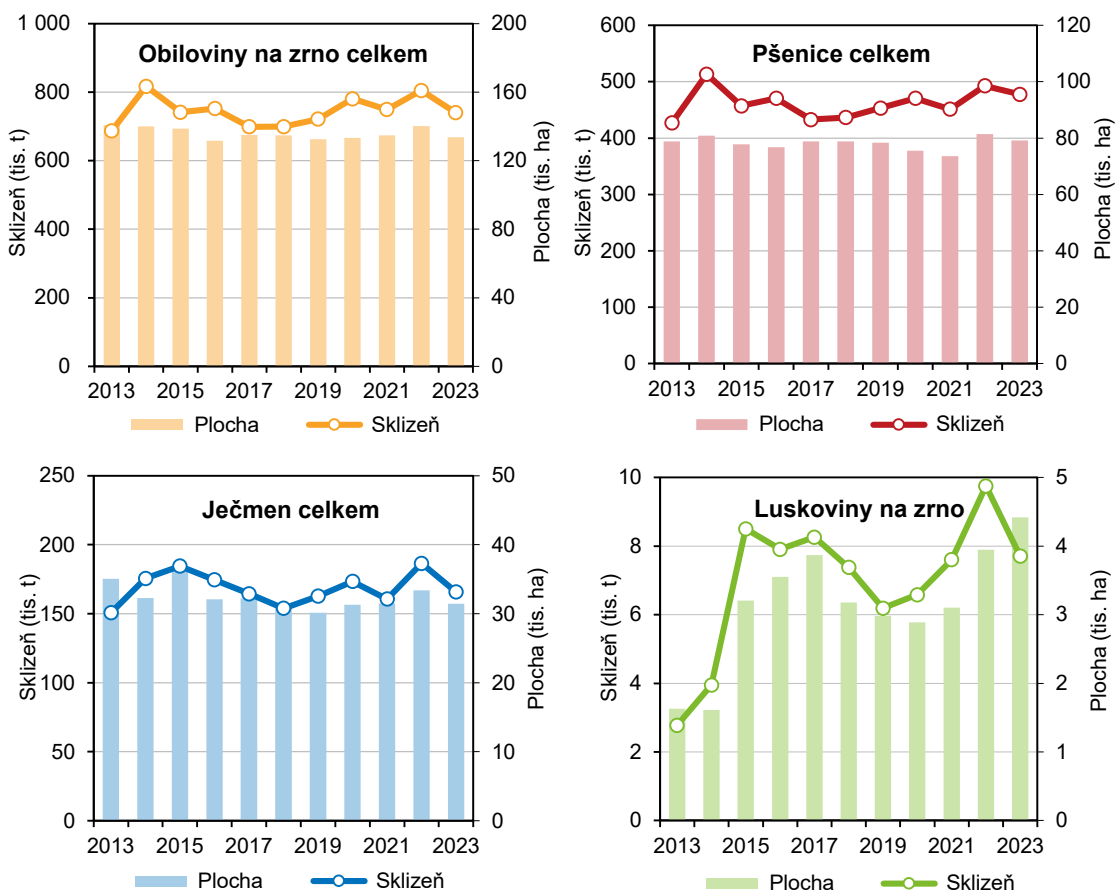 Obiloviny na zrno celkem
Sklizeň (tis. t)
1 000
800
600
400
200
0
Plocha (tis. ha)
200
160
120
80
40
0
2013 2015 2017 2019 2021 2023
Plocha Sklizeň
Pšenice celkem
Sklizeň (tis. t)
600
500
400
300
200
100
0
Plocha (tis. ha)
120
100
80
60
40
20
0
2013 2015 2017 2019 2021 2023
Plocha Sklizeň
Ječmen celkem
Sklizeň (tis. t)
250
200
150
100
50
0
Plocha (tis. ha)
50
40
30
20
10
0
2013 2015 2017 2019 2021 2023
Plocha Sklizeň
Luskoviny na zrno
Sklizeň (tis. t)
10
8
6
4
2
0
Plocha (tis. ha)
5
4
3
2
1
0
2013 2015 2017 2019 2021 2023
Plocha Sklizeň